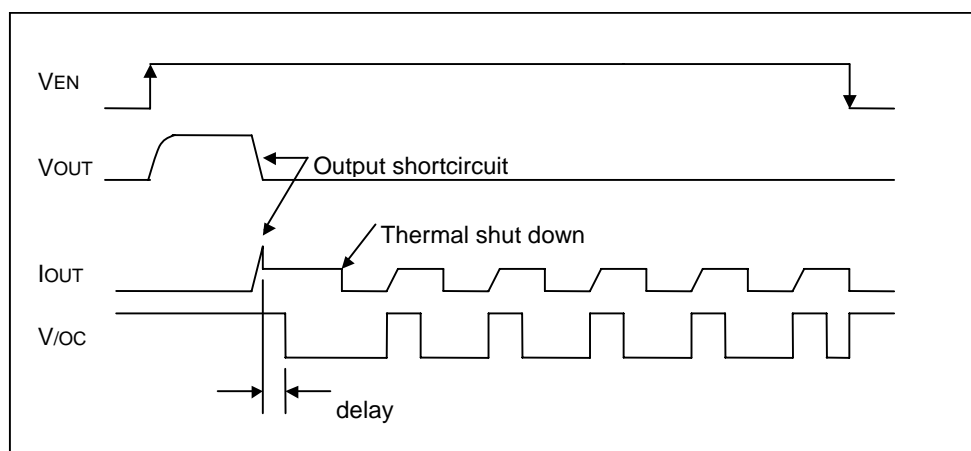 VEN
VOUT
Output shortcircuit
Thermal shut down
IOUT
V/OC
delay